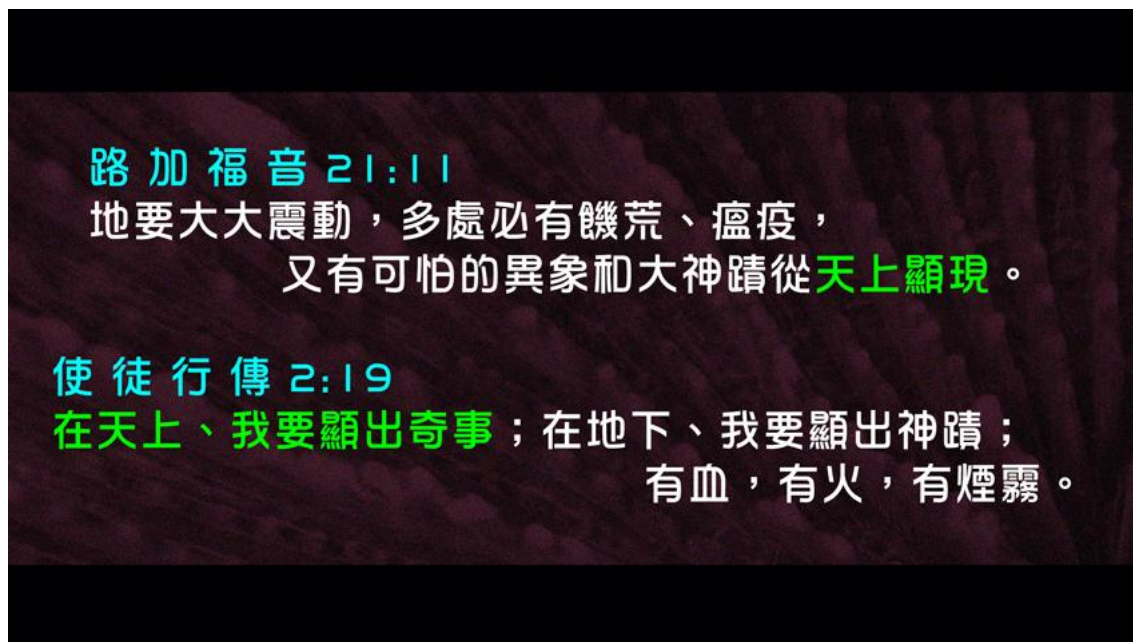 路加福音21:11
地要大大震動，多處必有饑荒、瘟疫，
又有可怕的異象和大神蹟從天上顯現。
使徒行傳2:19
在天上、我要顯出奇事；在地下、我要顯出神蹟；
有血，有火，有煙霧。